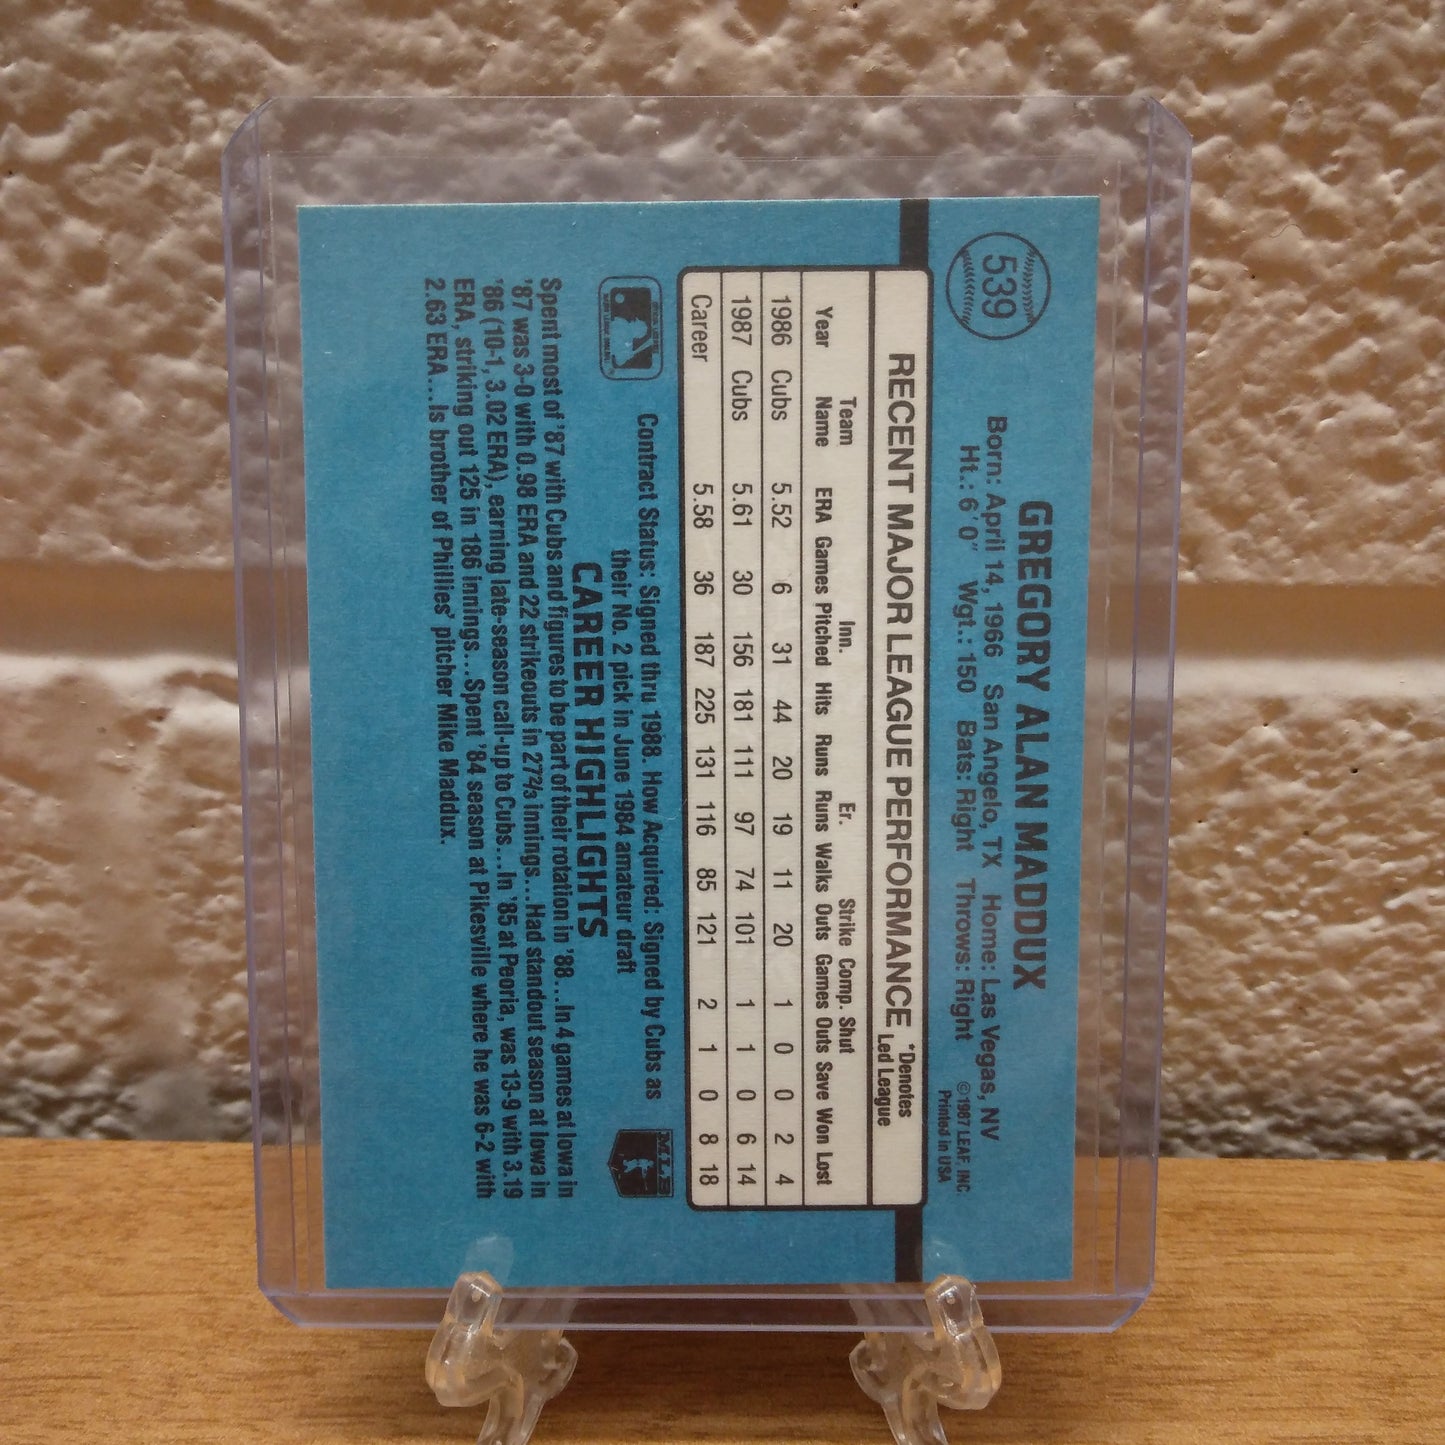 539
GREGORY ALAN MADDUX
Born: April 14, 1966 San Angelo, TX Home: Las Vegas, NV
Ht.: 6'0" Wgt.: 150 Bats: Right Throws: Right
©1987 LEAF, INC.
Printed in USA
RECENT MAJOR LEAGUE PERFORMANCE *Denotes
Led League
Team Inn. Er. Strike Comp. Shut
Year Name ERA Games Pitched Hits Runs Runs Walks Outs Games Outs Save Won Lost
1986 Cubs 5.52 6 31 44 20 19 11 20 1 0 0 2 4
1987 Cubs 5.61 30 156 181 111 97 74 101 1 1 0 6 14
Career 5.58 36 187 225 131 116 85 121 2 1 0 8 18
Contract Status: Signed thru 1988. How Acquired: Signed by Cubs as
their No. 2 pick in June 1984 amateur draft
MLB
CAREER HIGHLIGHTS
Spent most of '87 with Cubs and figures to be part of their rotation in '88...In 4 games at Iowa in
'87 was 3-0 with 0.98 ERA and 22 strikeouts in 27⅔ innings...Had standout season at Iowa in
'86 (10-1, 3.02 ERA), earning late-season call-up to Cubs...In '85 at Peoria, was 13-9 with 3.19
ERA, striking out 125 in 186 innings...Spent '84 season at Pikesville where he was 6-2 with
2.63 ERA...Is brother of Phillies' pitcher Mike Maddux.